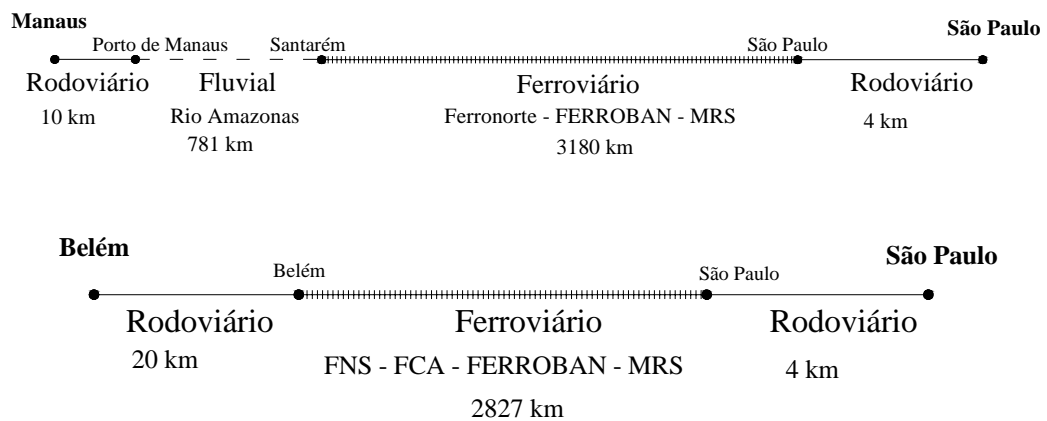 Manaus
São Paulo
Porto de Manaus Santarém São Paulo
Rodoviário Fluvial Ferroviário Rodoviário
10 km Rio Amazonas Ferronorte - FERROBAN - MRS 4 km
781 km 3180 km
Belém São Paulo
Belém São Paulo
Rodoviário Ferroviário Rodoviário
20 km FNS - FCA - FERROBAN - MRS 4 km
2827 km